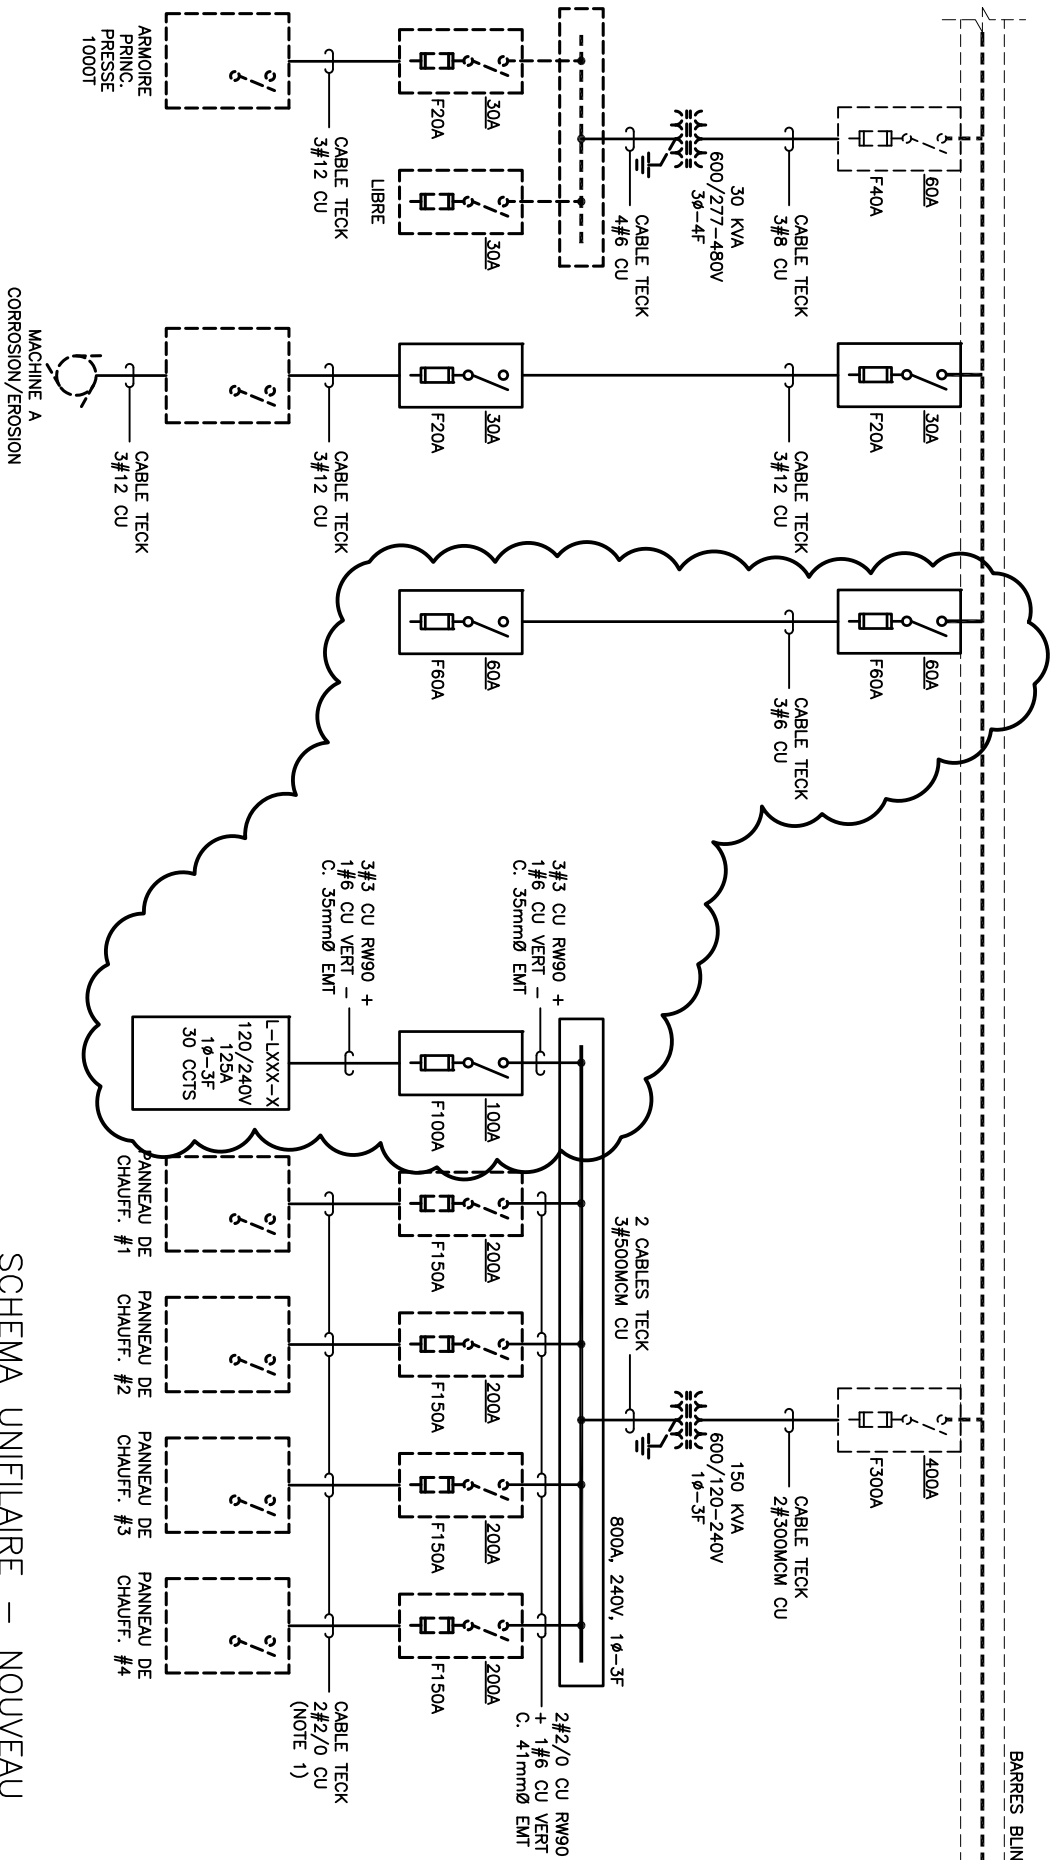 BARRES BLIN
60A
F40A
CABLE TECK
3#8 CU
30 KVA
600/277-480V
3Ø-4F
CABLE TECK
4#6 CU
30A
F20A
30A
LIBRE
CABLE TECK
3#12 CU
ARMOIRE
PRINC.
PRESSE
1000T
30A
F20A
CABLE TECK
3#12 CU
30A
F20A
CABLE TECK
3#12 CU
CABLE TECK
3#12 CU
MACHINE A
CORROSION/EROSION
60A
F60A
CABLE TECK
3#6 CU
60A
F60A
400A
F300A
CABLE TECK
2#300MCM CU
150 KVA
600/120-240V
1Ø-3F
2 CABLES TECK
3#500MCM CU
800A, 240V, 1Ø-3F
3#3 CU RW90 +
1#6 CU VERT -
C. 35mmØ EMT
100A
F100A
3#3 CU RW90 +
1#6 CU VERT -
C. 35mmØ EMT
L-LXXX-X
120/240V
125A
1Ø-3F
30 CCTS
200A
F150A
200A
F150A
200A
F150A
200A
F150A
2#2/0 CU RW90
+ 1#6 CU VERT
C. 41mmØ EMT
CABLE TECK
2#2/0 CU
(NOTE 1)
PANNEAU DE
CHAUFF. #1
PANNEAU DE
CHAUFF. #2
PANNEAU DE
CHAUFF. #3
PANNEAU DE
CHAUFF. #4
SCHEMA UNIFILAIRE - NOUVEAU